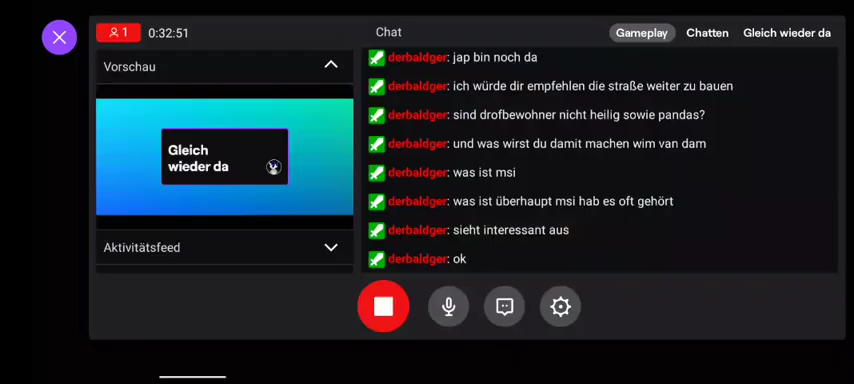 1 0:32:51
Chat
Gameplay Chatten Gleich wieder da
Vorschau
Gleich
wieder da
Aktivitätsfeed
derbaldger: jap bin noch da
derbaldger: ich würde dir empfehlen die straße weiter zu bauen
derbaldger: sind drofbewohner nicht heilig sowie pandas?
derbaldger: und was wirst du damit machen wim van dam
derbaldger: was ist msi
derbaldger: was ist überhaupt msi hab es oft gehört
derbaldger: sieht interessant aus
derbaldger: ok